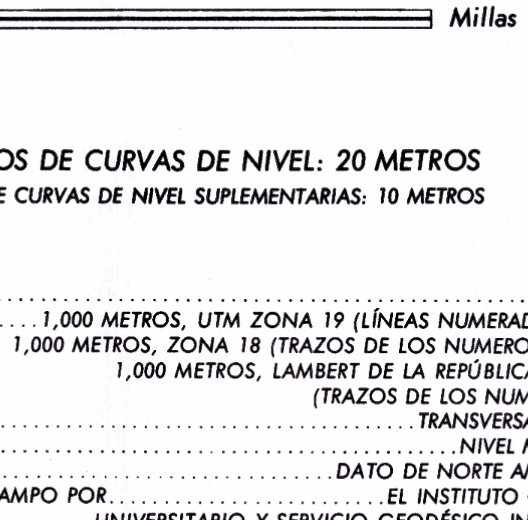 Millas
OS DE CURVAS DE NIVEL: 20 METROS
E CURVAS DE NIVEL SUPLEMENTARIAS: 10 METROS
....1,000 METROS, UTM ZONA 19 (LÍNEAS NUMERAD
1,000 METROS, ZONA 18 (TRAZOS DE LOS NUMERO
1,000 METROS, LAMBERT DE LA REPÚBLICA
(TRAZOS DE LOS NUM
TRANSVERSA
NIVEL
DATO DE NORTE A
AMPO POR........................EL INSTITUTO
UNIVERSITARIO Y SERVICIO GEODÉSICO IN